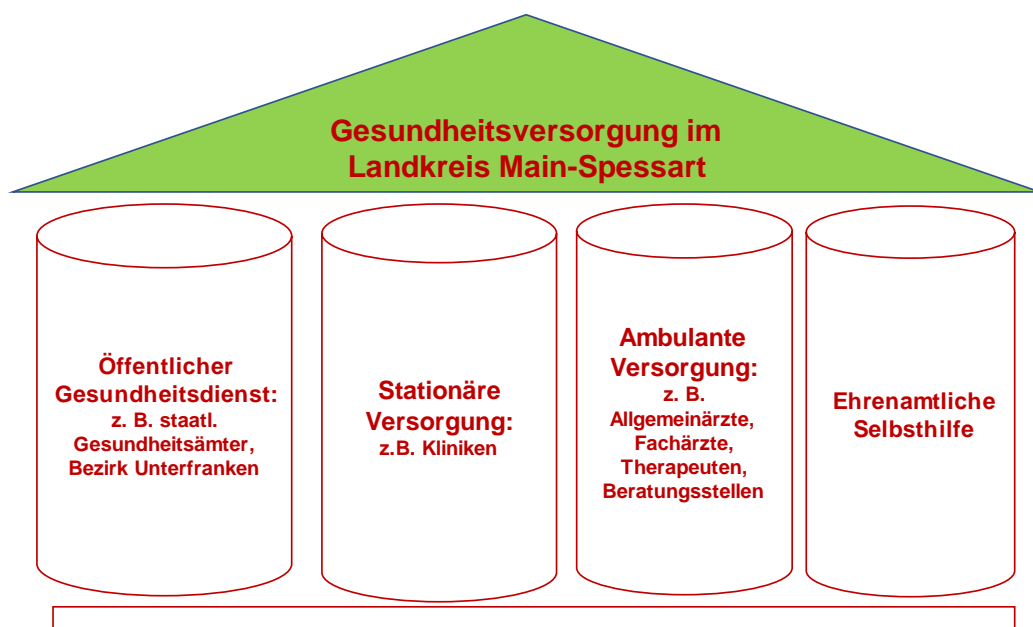 Gesundheitsversorgung im
Landkreis Main-Spessart
Öffentlicher
Gesundheitsdienst:
z. B. staatl.
Gesundheitsämter,
Bezirk Unterfranken
Stationäre
Versorgung:
z.B. Kliniken
Ambulante
Versorgung:
z. B.
Allgemeinärzte,
Fachärzte,
Therapeuten,
Beratungsstellen
Ehrenamtliche
Selbsthilfe